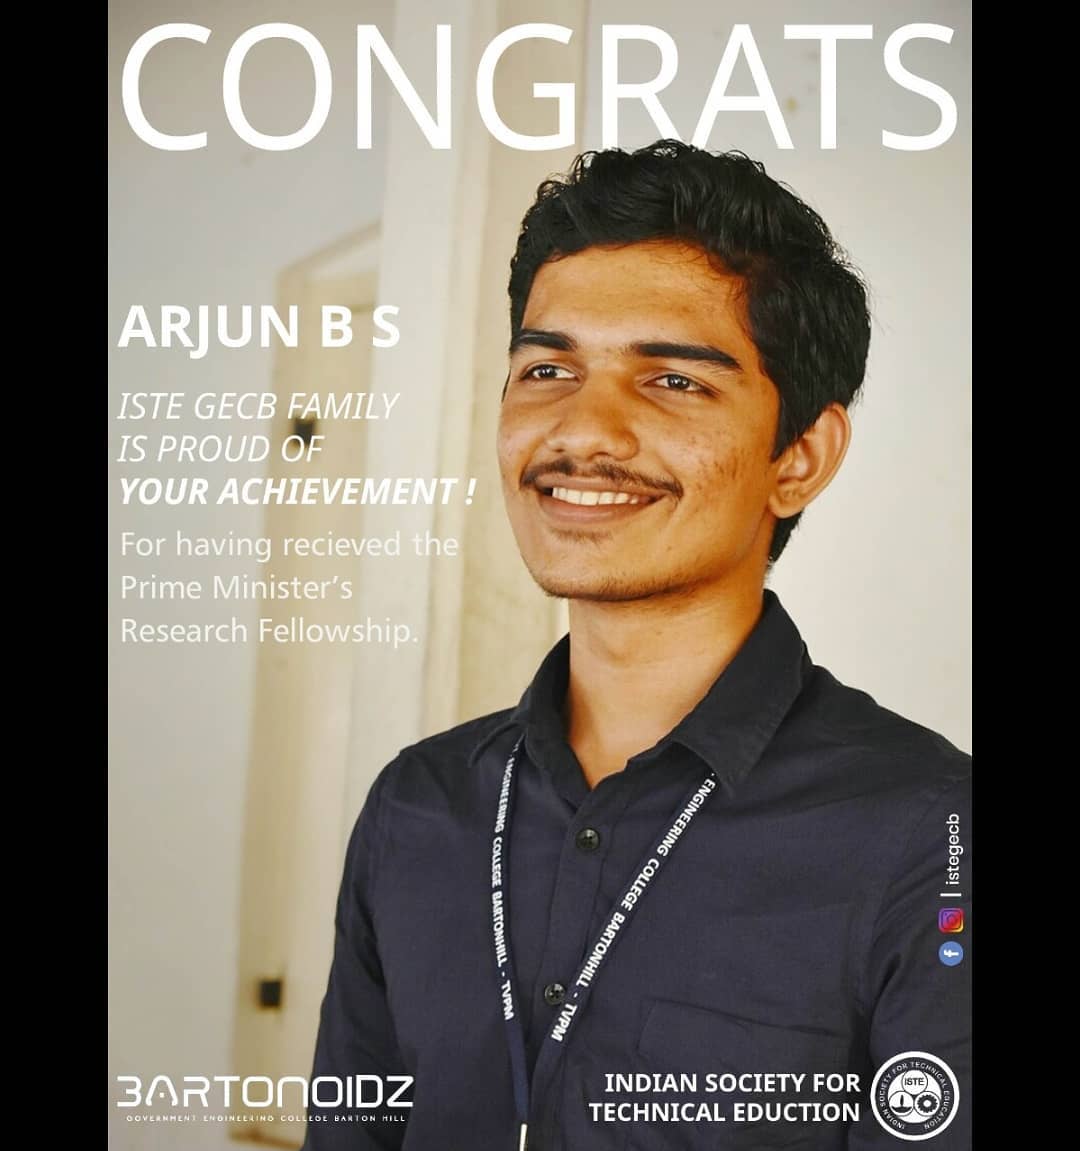 CONGRATS
ARJUN B S
ISTE GECB FAMILY
IS PROUD OF
YOUR ACHIEVEMENT !
For having recieved the
Prime Minister's
Research Fellowship.
ENGINEERING COLLEGE BARTONHILL - TVPM
ENGINEERING COLLEGE BARTONHILL - TVPM
| istegecb
BARTONOIDZ
GOVERNMENT ENGINEERING COLLEGE BARTON HILL
INDIAN SOCIETY FOR
TECHNICAL EDUCTION
INDIAN SOCIETY FOR TECHNICAL EDUCATION
ISTE